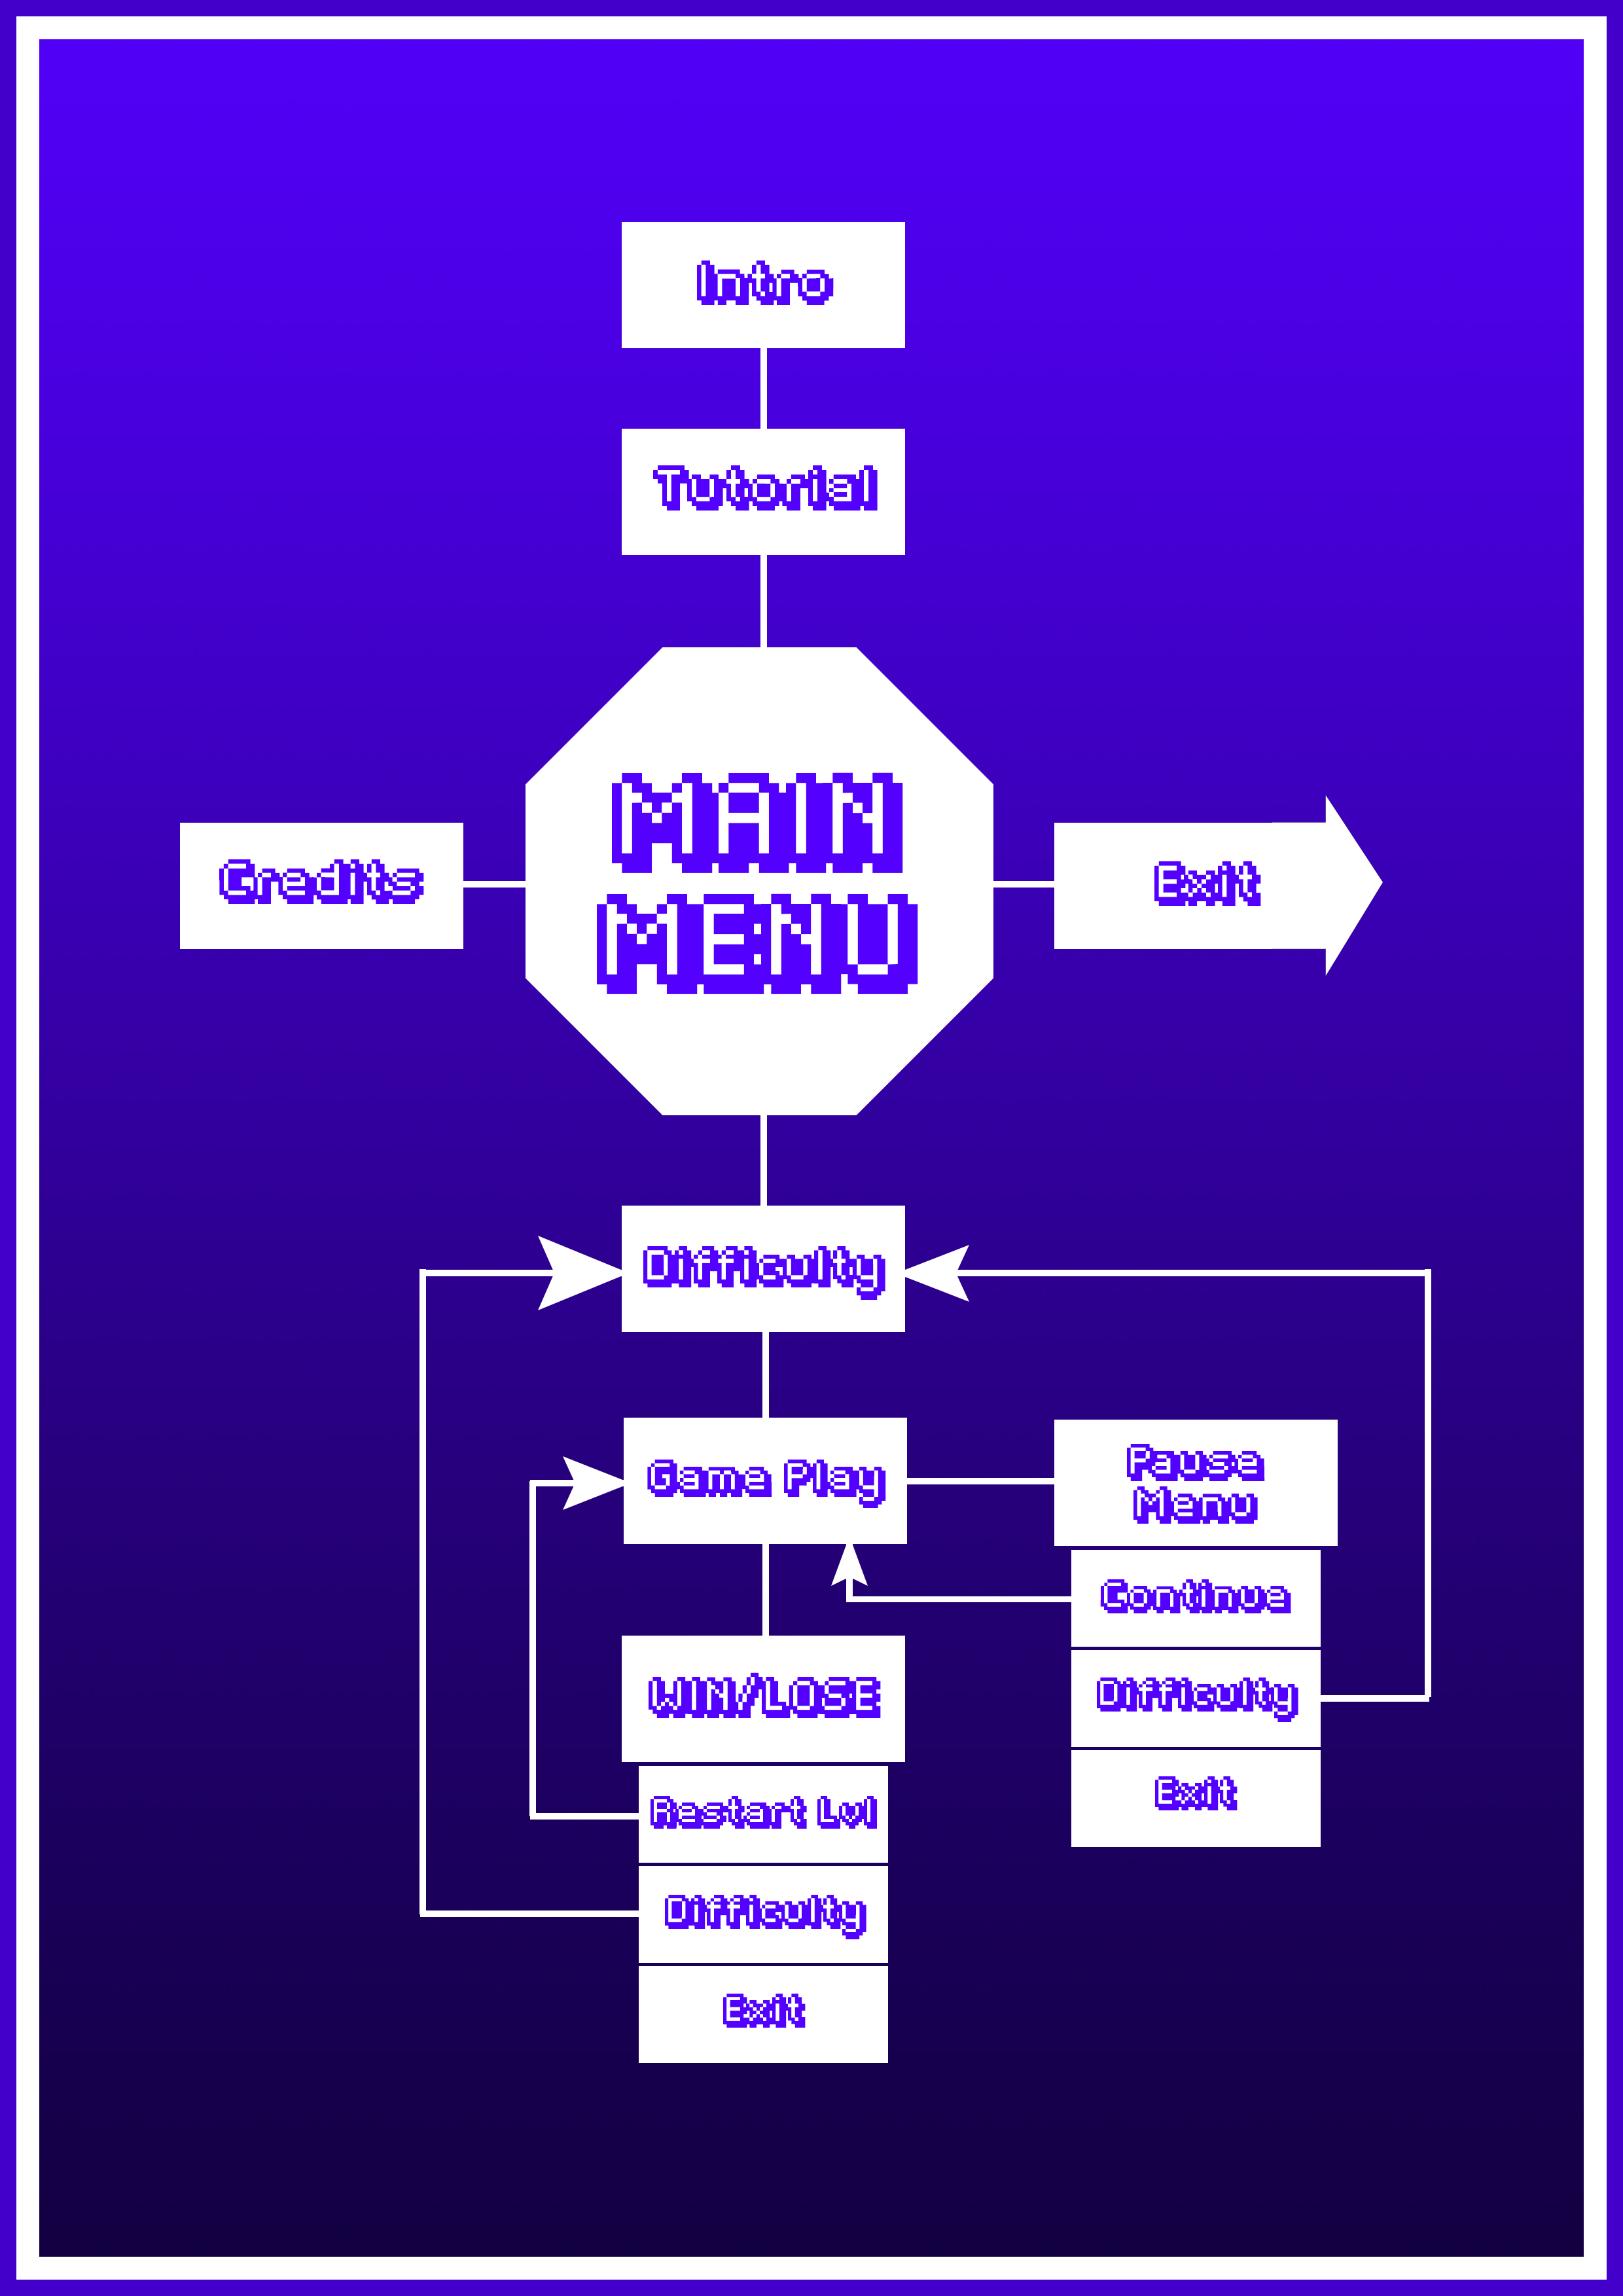 Intro
Tutorial
MAIN
MENU
Credits
Exit
Difficulty
Game Play
Pause
Menu
Continue
Difficulty
Exit
WIN/LOSE
Restart Lvl
Difficulty
Exit